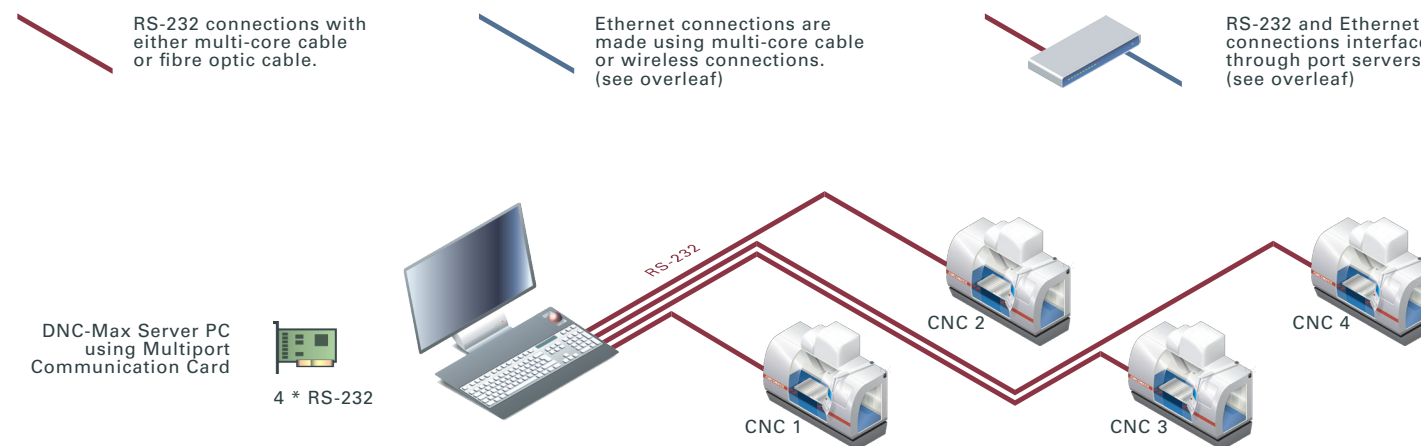 RS-232 connections with
either multi-core cable
or fibre optic cable.
Ethernet connections are
made using multi-core cable
or wireless connections.
(see overleaf)
RS-232 and Ethernet
connections interface
through port servers
(see overleaf)
RS-232
DNC-Max Server PC
using Multiport
Communication Card
4 * RS-232
CNC 1
CNC 2
CNC 3
CNC 4